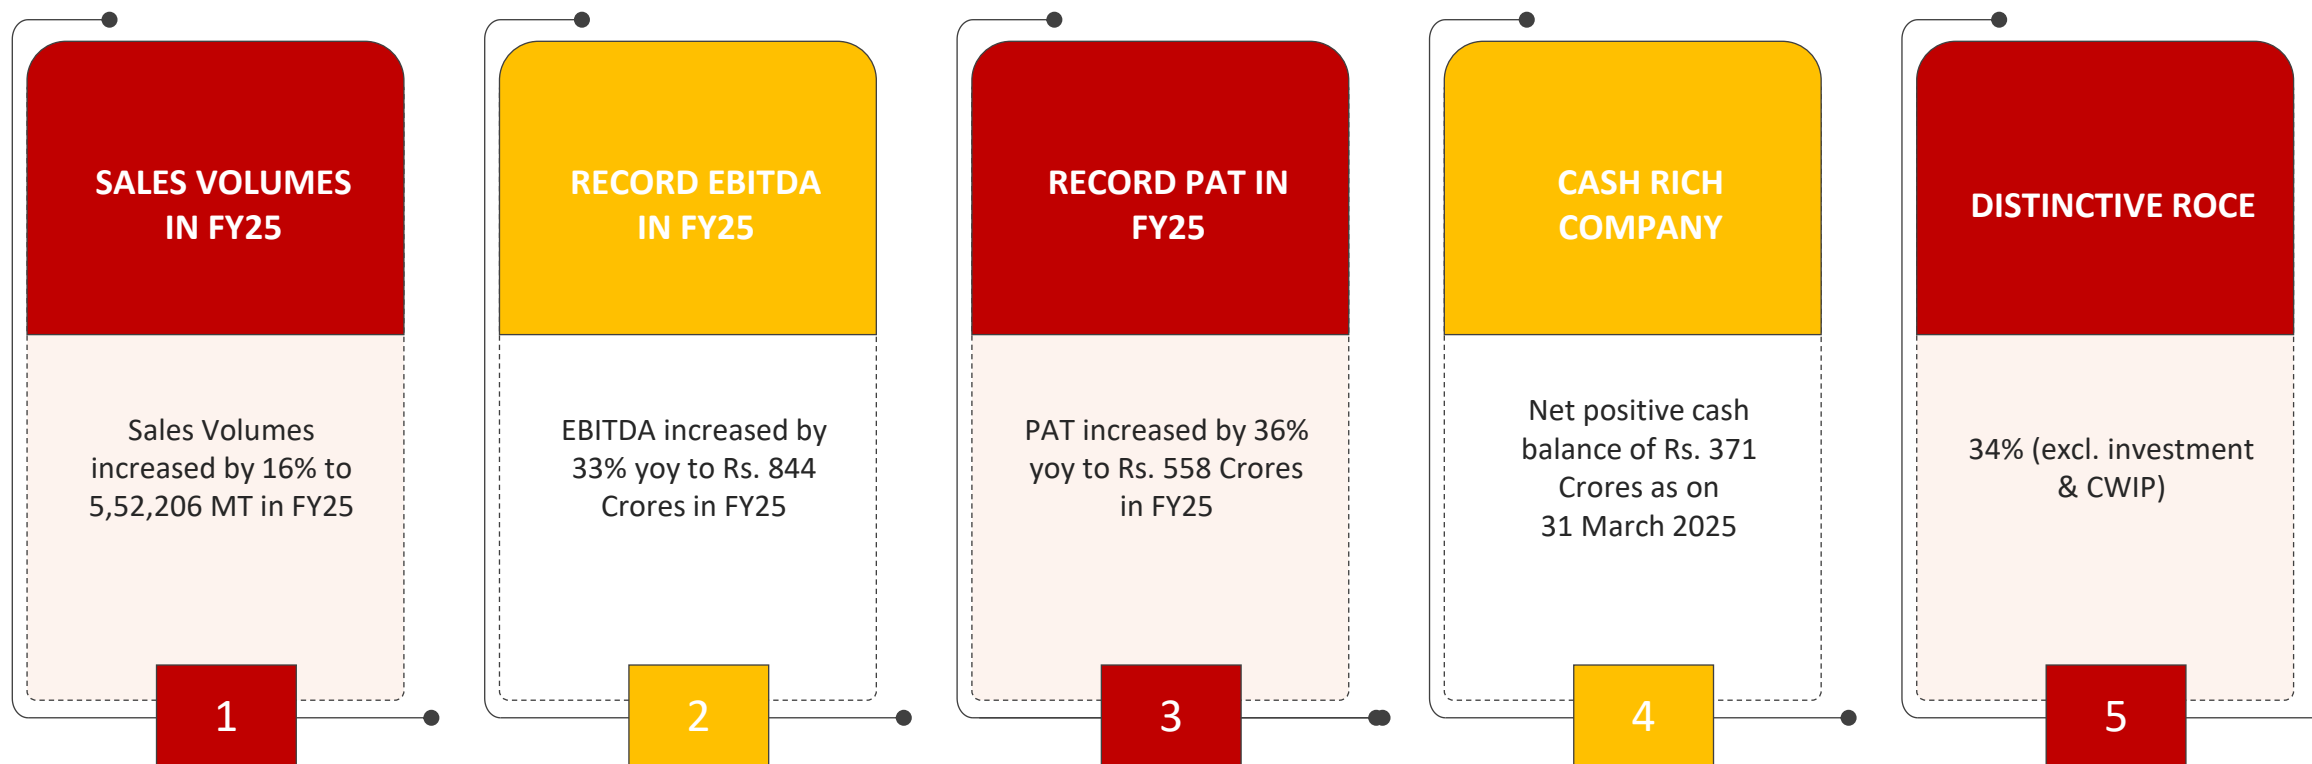 SALES VOLUMES
IN FY25
Sales Volumes
increased by 16% to
5,52,206 MT in FY25
1
RECORD EBITDA
IN FY25
EBITDA increased by
33% yoy to Rs. 844
Crores in FY25
2
RECORD PAT IN
FY25
PAT increased by 36%
yoy to Rs. 558 Crores
in FY25
3
CASH RICH
COMPANY
Net positive cash
balance of Rs. 371
Crores as on
31 March 2025
4
DISTINCTIVE ROCE
34% (excl. investment
& CWIP)
5